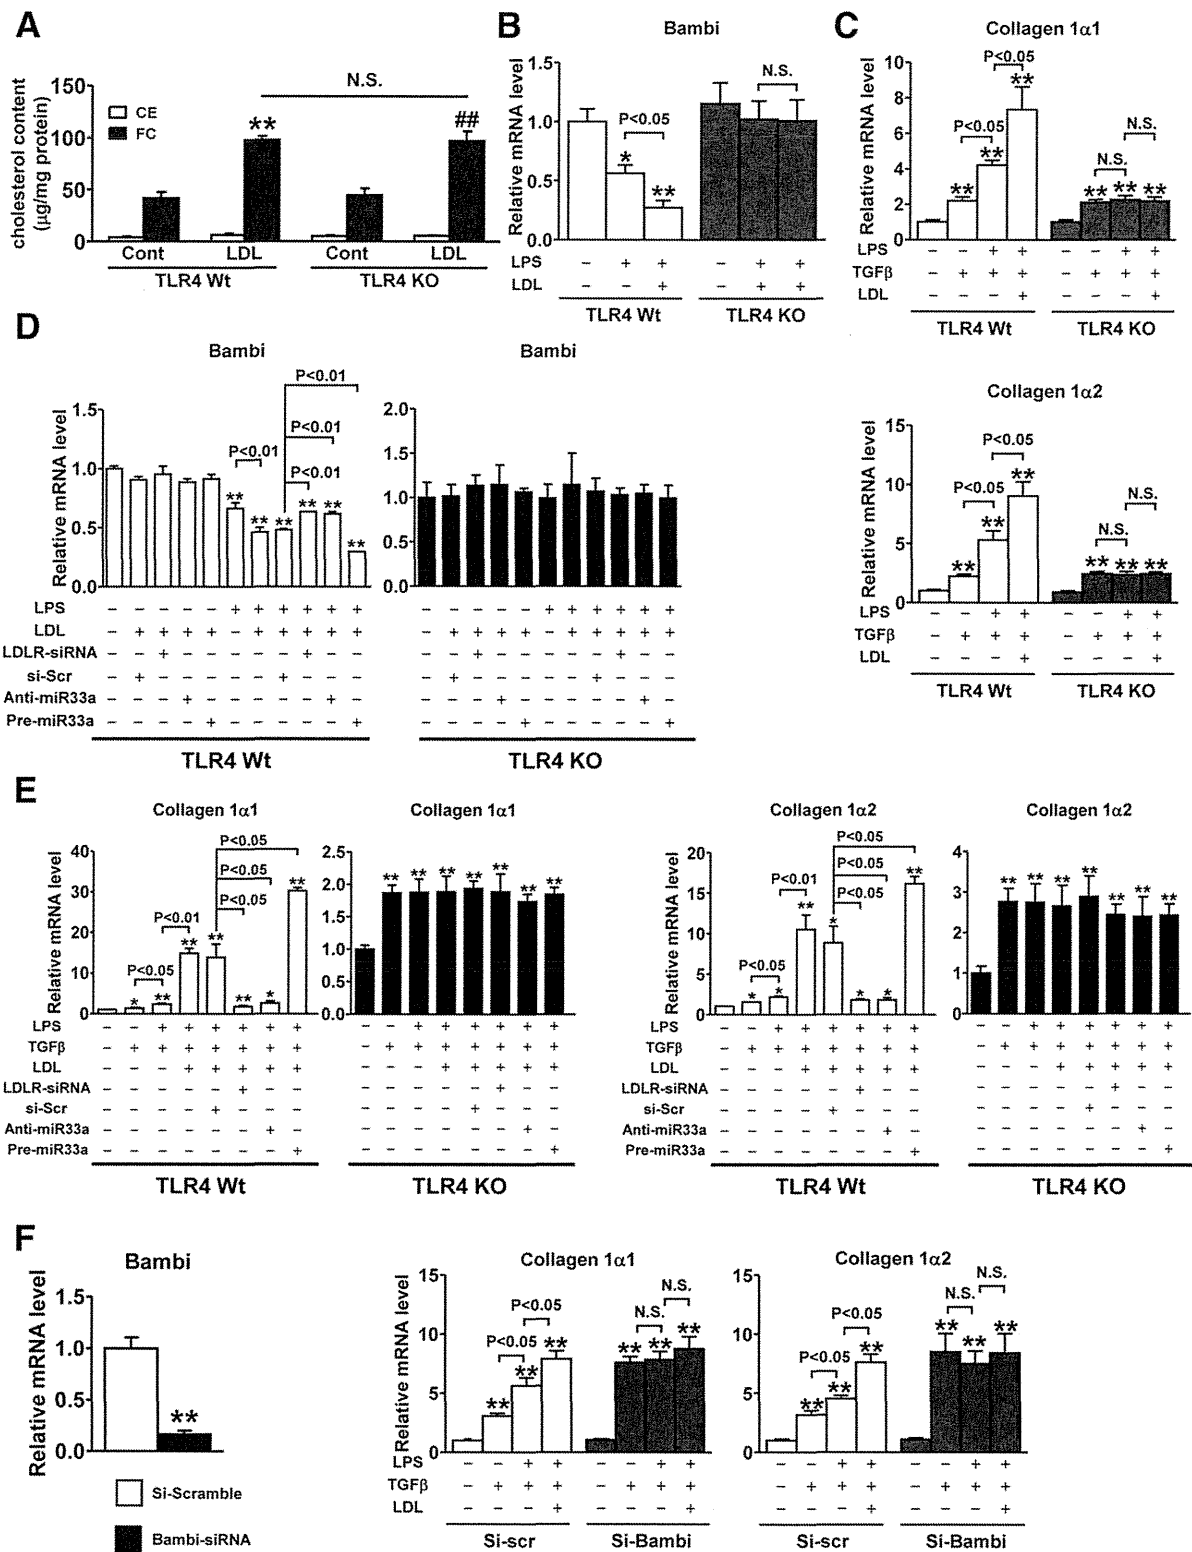 A
cholesterol content
(µg/mg protein)
150
100
50
0
CE
FC
N.S.
**
##
Cont LDL Cont LDL
TLR4 Wt TLR4 KO
B
Bambi
Relative mRNA level
1.5
1.0
0.5
0.0
N.S.
P<0.05
*
**
LPS − + + − + +
LDL − − + − + +
TLR4 Wt TLR4 KO
C
Collagen 1α1
Relative mRNA level
10
8
6
4
2
0
P<0.05
**
P<0.05
**
**
N.S.
N.S.
** ** **
LPS − − + + − − + +
TGFβ − + + + − + + +
LDL − − − + − − − +
TLR4 Wt TLR4 KO
Collagen 1α2
Relative mRNA level
15
10
5
0
P<0.05
**
P<0.05
**
**
N.S.
N.S.
** ** **
LPS − − + + − − + +
TGFβ − + + + − + + +
LDL − − − + − − − +
TLR4 Wt TLR4 KO
D
Bambi
Relative mRNA level
1.5
1.0
0.5
0.0
P<0.01
P<0.01
P<0.01
P<0.01
** ** ** ** ** **
Bambi
2.0
1.5
1.0
0.5
0.0
LPS − − − − − + + + + + + − − − − − + + + + + +
LDL − + + + + − + + + + + − + + + + − + + + + +
LDLR-siRNA − − + − − − − − + − − − − + − − − − − + − −
si-Scr − + − − − − − + − − − − + − − − − − + − − −
Anti-miR33a − − − + − − − − − + − − − − + − − − − − + −
Pre-miR33a − − − − + − − − − − + − − − − + − − − − − +
TLR4 Wt TLR4 KO
E
Collagen 1α1
Relative mRNA level
40
30
20
10
0
P<0.05
P<0.05
P<0.05
P<0.01
P<0.05
* ** ** ** ** * **
Collagen 1α1
2.5
2.0
1.5
1.0
0.5
0.0
** ** ** ** ** ** **
LPS − − + + + + + + − − + + + + + +
TGFβ − + + + + + + + − + + + + + + +
LDL − − − + + + + + − − − + + + + +
LDLR-siRNA − − − − − + − − − − − − − + − −
si-Scr − − − − + − − − − − − − + − − −
Anti-miR33a − − − − − − + − − − − − − − + −
Pre-miR33a − − − − − − − + − − − − − − − +
TLR4 Wt TLR4 KO
Collagen 1α2
Relative mRNA level
20
15
10
5
0
P<0.05
P<0.05
P<0.05
P<0.01
P<0.05
* * ** * * * **
Collagen 1α2
4
3
2
1
0
** ** ** ** ** ** **
LPS − − + + + + + + − − + + + + + +
TGFβ − + + + + + + + − + + + + + + +
LDL − − − + + + + + − − − + + + + +
LDLR-siRNA − − − − − + − − − − − − − + − −
si-Scr − − − − + − − − − − − − + − − −
Anti-miR33a − − − − − − + − − − − − − − + −
Pre-miR33a − − − − − − − + − − − − − − − +
TLR4 Wt TLR4 KO
F
Bambi
Relative mRNA level
1.5
1.0
0.5
0.0
**
Si-Scramble
Bambi-siRNA
Collagen 1α1
Relative mRNA level
15
10
5
0
P<0.05
P<0.05
** ** **
N.S.
N.S.
** ** **
LPS − − + + − − + +
TGFβ − + + + − + + +
LDL − − − + − − − +
Si-scr Si-Bambi
Collagen 1α2
15
10
5
0
P<0.05
P<0.05
** ** **
N.S.
N.S.
** ** **
− − + + − − + +
− + + + − + + +
− − − + − − − +
Si-scr Si-Bambi